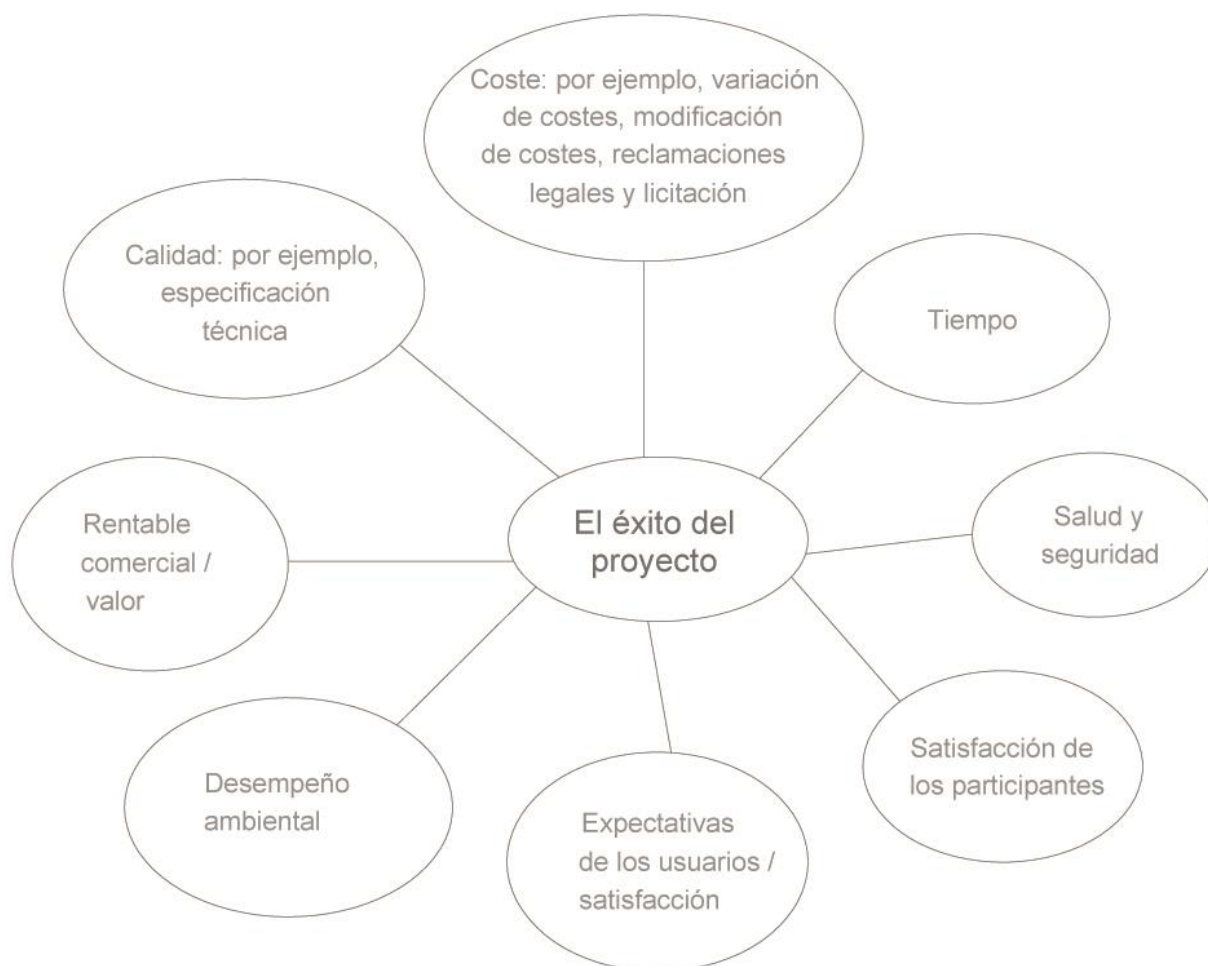 Coste: por ejemplo, variación
de costes, modificación
de costes, reclamaciones
legales y licitación
Calidad: por ejemplo,
especificación
técnica
Tiempo
El éxito del
proyecto
Rentable
comercial /
valor
Salud y
seguridad
Desempeño
ambiental
Expectativas
de los usuarios /
satisfacción
Satisfacción de
los participantes